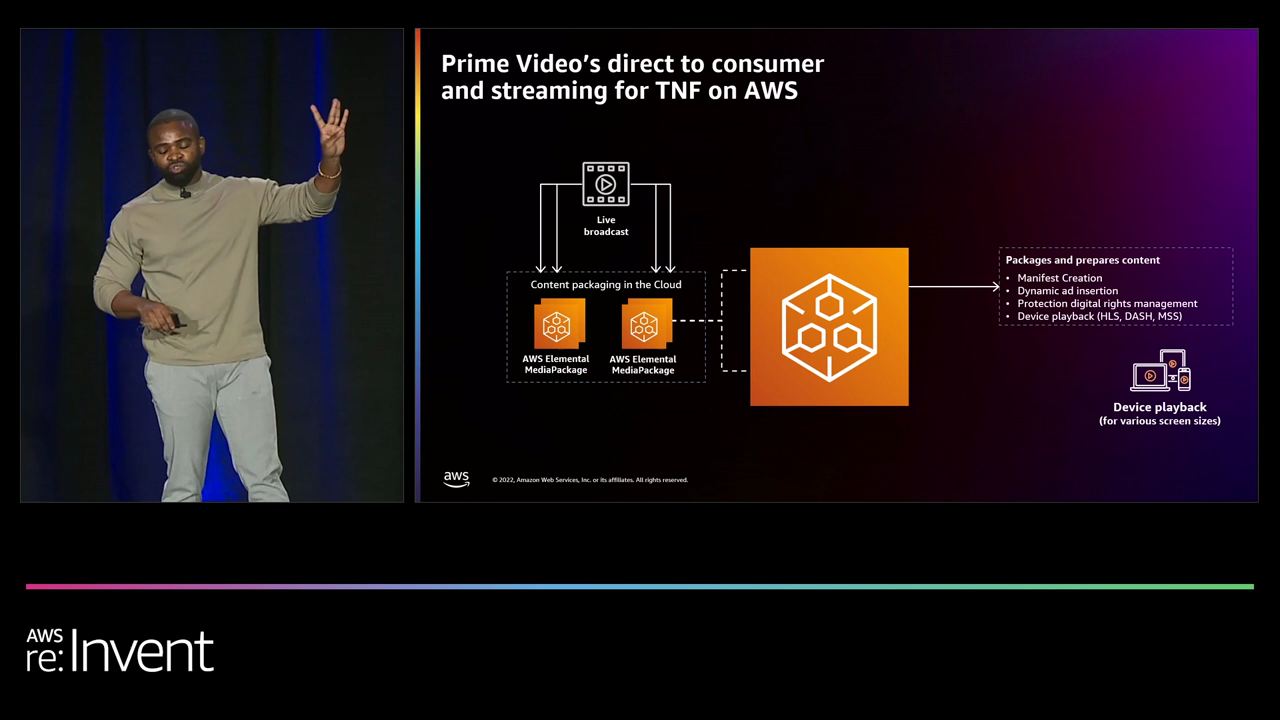 Prime Video’s direct to consumer
and streaming for TNF on AWS
Live
broadcast
Content packaging in the Cloud
AWS Elemental
MediaPackage
AWS Elemental
MediaPackage
Packages and prepares content
• Manifest Creation
• Dynamic ad insertion
• Protection digital rights management
• Device playback (HLS, DASH, MSS)
Device playback
(for various screen sizes)
aws
© 2022, Amazon Web Services, Inc. or its affiliates. All rights reserved.
AWS
re:Invent